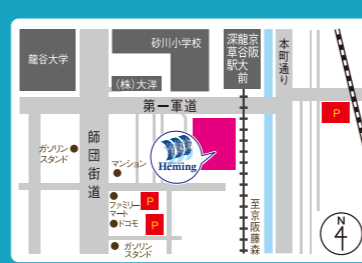 龍谷大学
砂川小学校
(株)大洋
京阪
龍谷大前
深草駅
本町通り
第一軍道
P
師団街道
ガソリン
スタンド
マンション
Heming
ファミリー
マート
P
ドコモ
P
ガソリン
スタンド
至京阪藤森
N